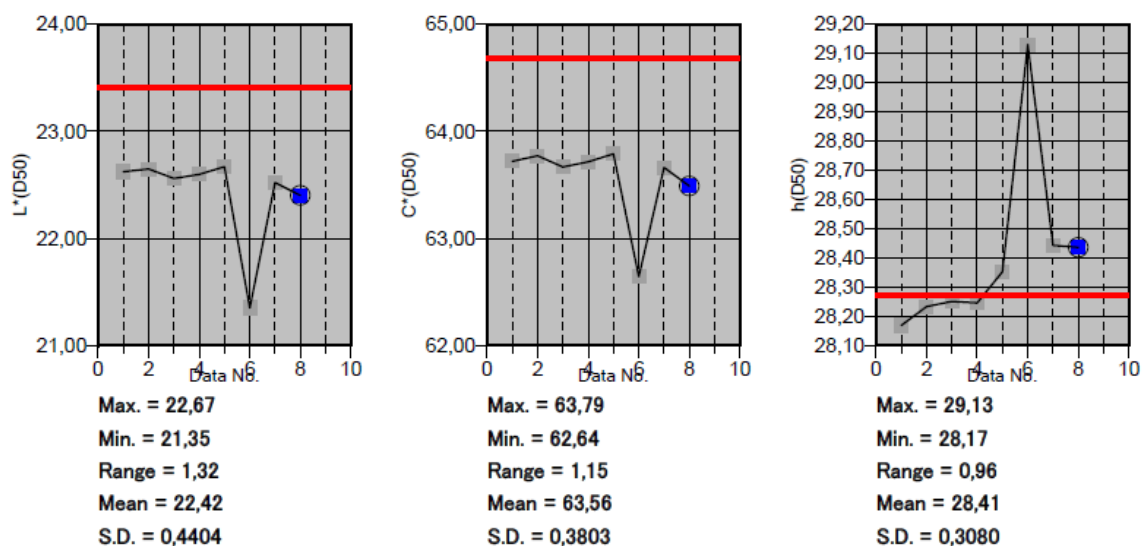 24,00
23,00
22,00
21,00
L*(D50)
0 2 4 6 8 10
Data No.
Max. = 22,67
Min. = 21,35
Range = 1,32
Mean = 22,42
S.D. = 0,4404
65,00
64,00
63,00
62,00
C*(D50)
0 2 4 6 8 10
Data No.
Max. = 63,79
Min. = 62,64
Range = 1,15
Mean = 63,56
S.D. = 0,3803
29,20
29,10
29,00
28,90
28,80
28,70
28,60
28,50
28,40
28,30
28,20
28,10
h(D50)
0 2 4 6 8 10
Data No.
Max. = 29,13
Min. = 28,17
Range = 0,96
Mean = 28,41
S.D. = 0,3080